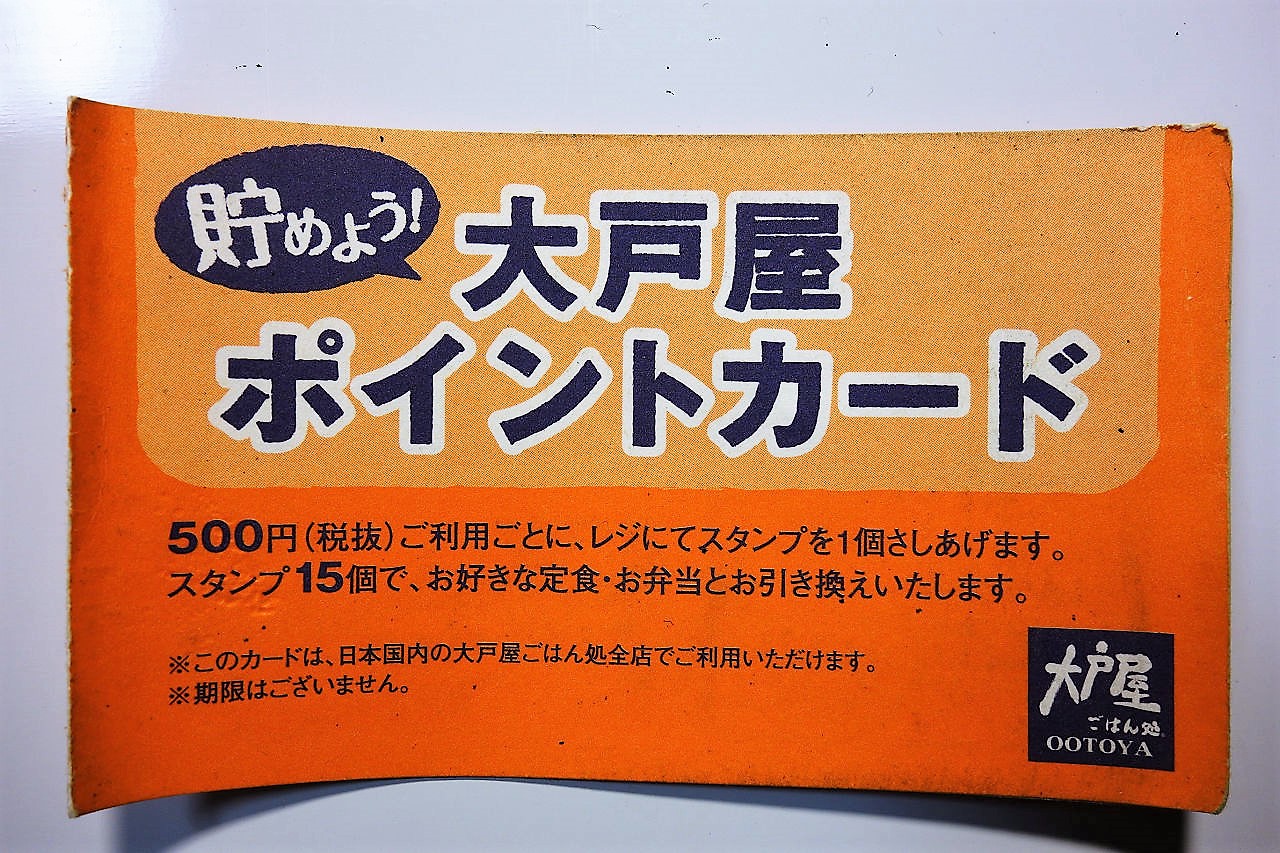 貯めよう!
大戸屋
ポイントカード
500円(税抜)ご利用ごとに、レジにてスタンプを1個さしあげます。
スタンプ15個で、お好きな定食・お弁当とお引き換えいたします。
※このカードは、日本国内の大戸屋ごはん処全店でご利用いただけます。
※期限はございません。
大戸屋
ごはん処
OOTOYA